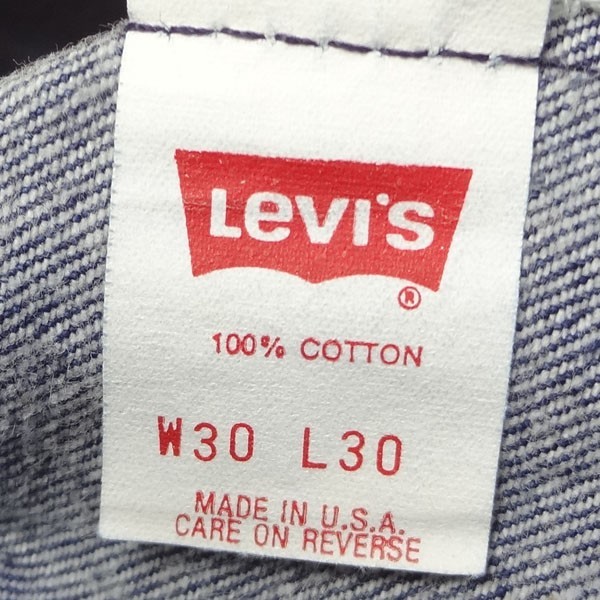 Levi's
®
100% COTTON
W30 L30
MADE IN U.S.A.
CARE ON REVERSE